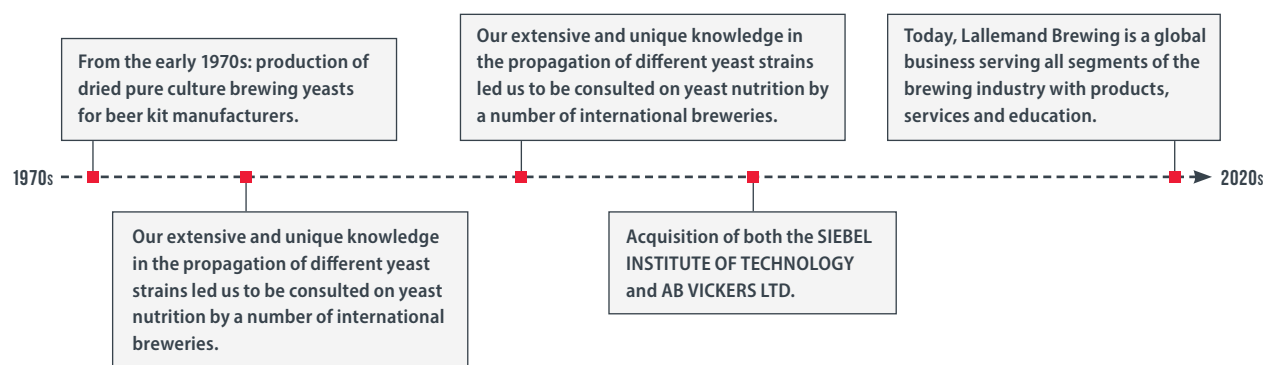 From the early 1970s: production of
dried pure culture brewing yeasts
for beer kit manufacturers.
Our extensive and unique knowledge in
the propagation of different yeast strains
led us to be consulted on yeast nutrition by
a number of international breweries.
Today, Lallemand Brewing is a global
business serving all segments of the
brewing industry with products,
services and education.
1970s
2020s
Our extensive and unique knowledge
in the propagation of different yeast
strains led us to be consulted on yeast
nutrition by a number of international
breweries.
Acquisition of both the SIEBEL
INSTITUTE OF TECHNOLOGY
and AB VICKERS LTD.